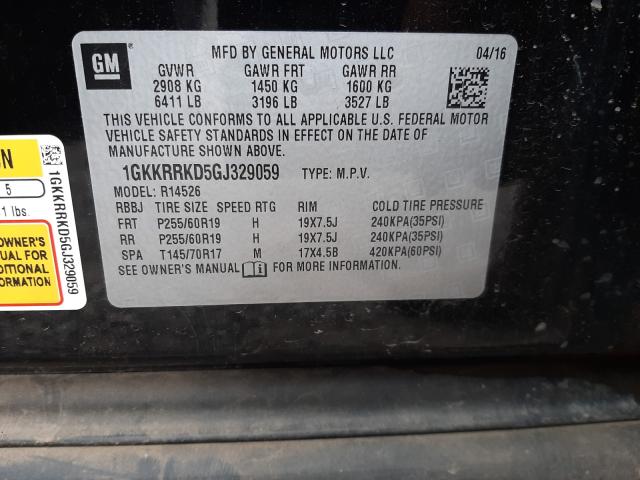 GM
MFD BY GENERAL MOTORS LLC 04/16
GVWR GAWR FRT GAWR RR
2908 KG 1450 KG 1600 KG
6411 LB 3196 LB 3527 LB
THIS VEHICLE CONFORMS TO ALL APPLICABLE U.S. FEDERAL MOTOR
VEHICLE SAFETY STANDARDS IN EFFECT ON THE DATE OF
MANUFACTURE SHOWN ABOVE.
1GKKRRKD5GJ329059 TYPE: M.P.V.
MODEL: R14526
RBBJ TIRE SIZE SPEED RTG RIM COLD TIRE PRESSURE
FRT P255/60R19 H 19X7.5J 240KPA(35PSI)
RR P255/60R19 H 19X7.5J 240KPA(35PSI)
SPA T145/70R17 M 17X4.5B 420KPA(60PSI)
SEE OWNER'S MANUAL FOR MORE INFORMATION.
5
lbs.
OWNER'S
MANUAL FOR
ADDITIONAL
INFORMATION
1GKKRRKD5GJ329059